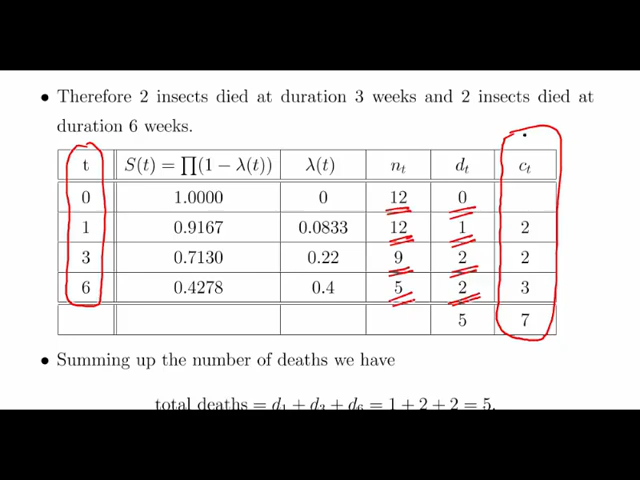 • Therefore 2 insects died at duration 3 weeks and 2 insects died at
duration 6 weeks.
t S(t) = ∏(1 − λ(t)) λ(t) nₜ dₜ cₜ
0 1.0000 0 12 0
1 0.9167 0.0833 12 1 2
3 0.7130 0.22 9 2 2
6 0.4278 0.4 5 2 3
5 7
• Summing up the number of deaths we have
total deaths = d₁ + d₃ + d₆ = 1 + 2 + 2 = 5.